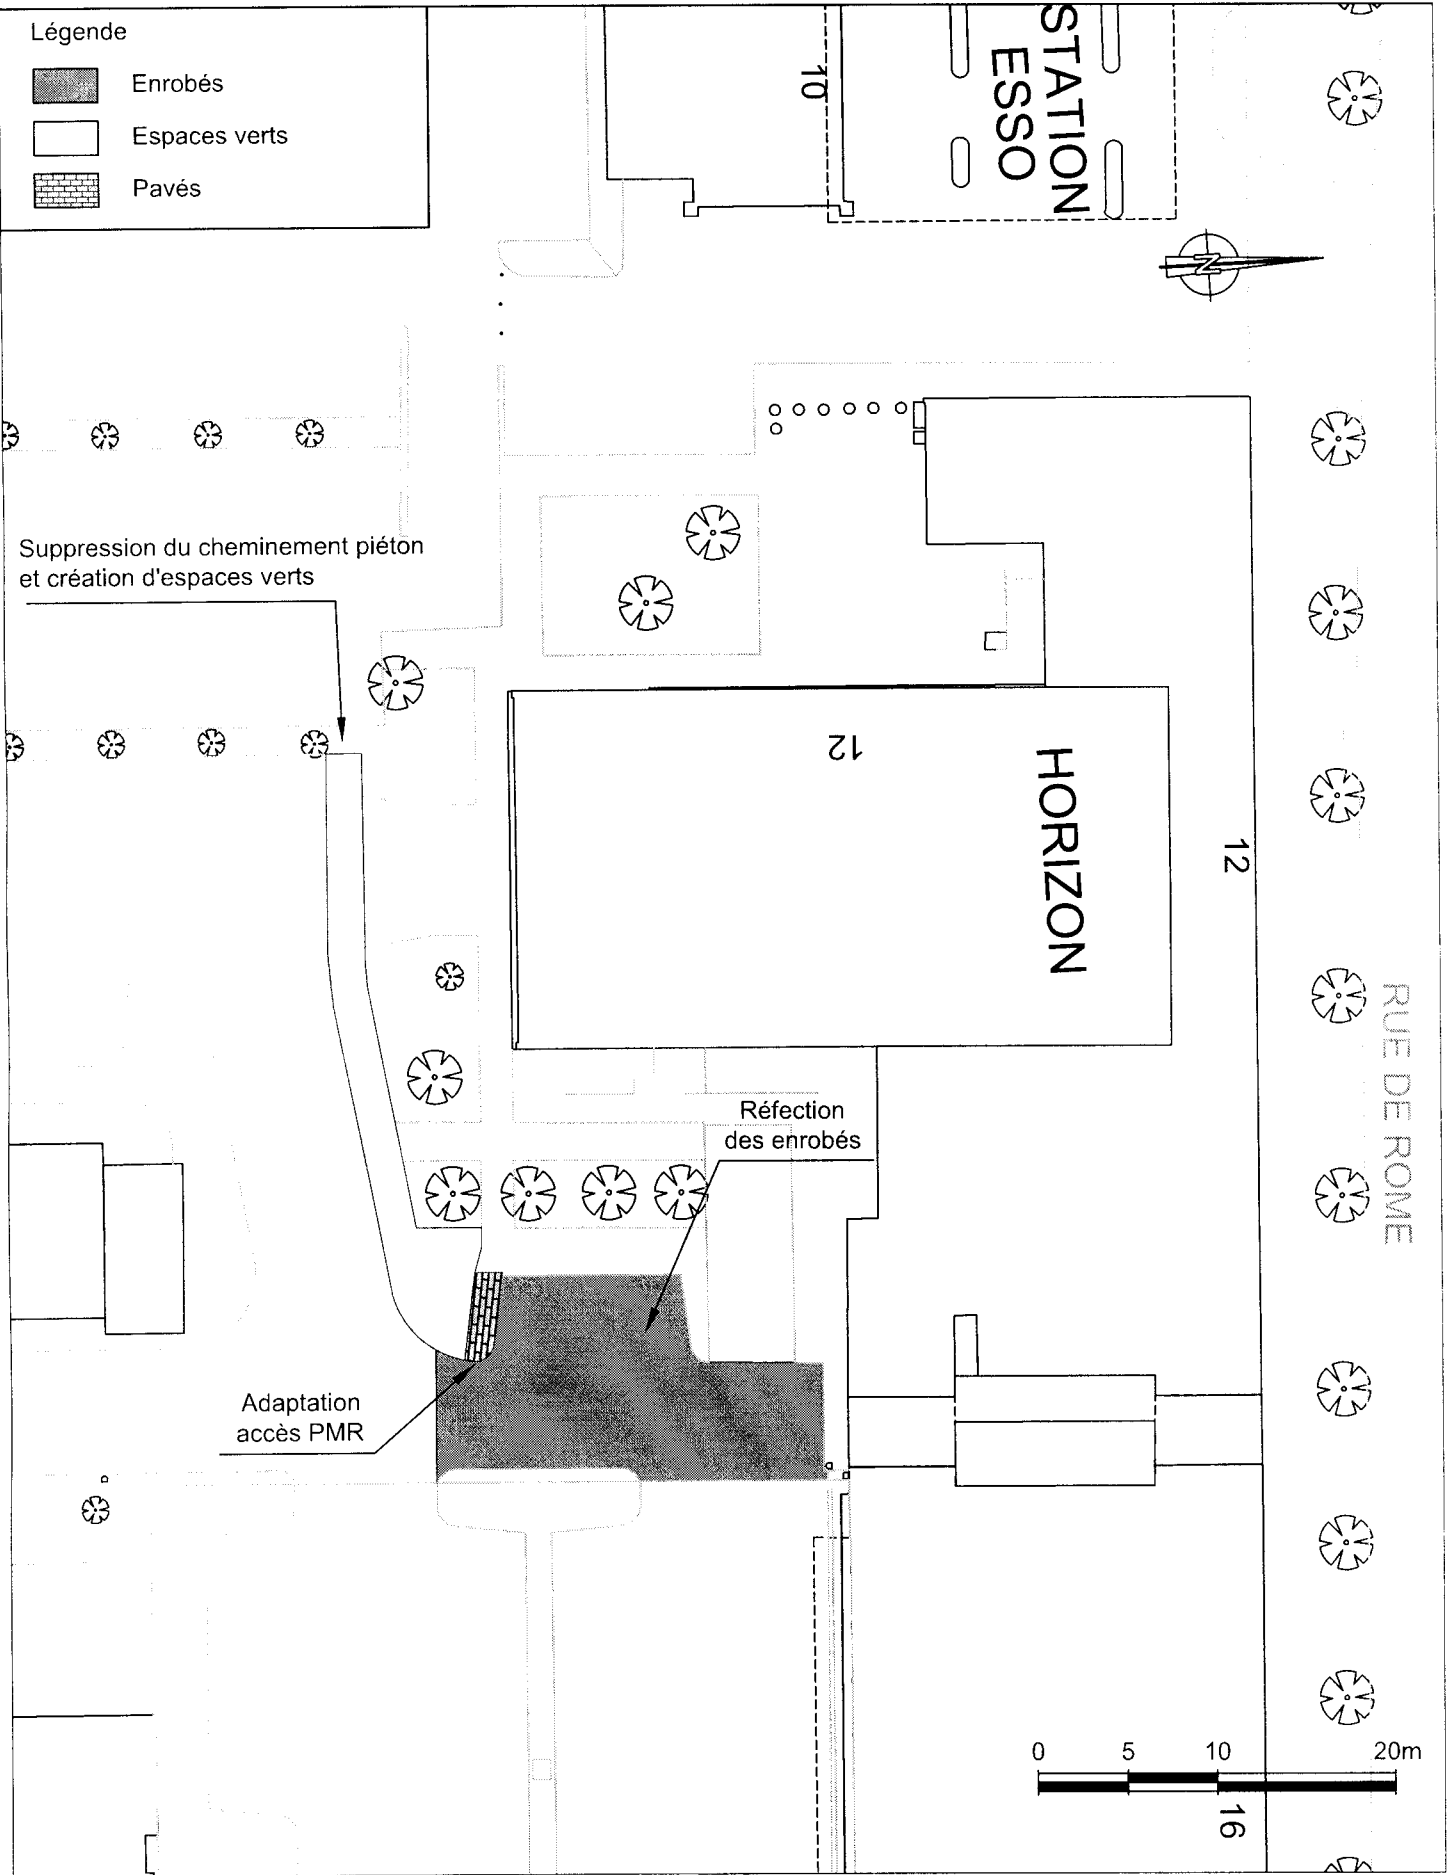 Légende
Enrobés
Espaces verts
Pavés
10
STATION
ESSO
N
Suppression du cheminement piéton
et création d'espaces verts
12
HORIZON
12
RUE DE ROME
Réfection
des enrobés
Adaptation
accès PMR
0 5 10 20m
16